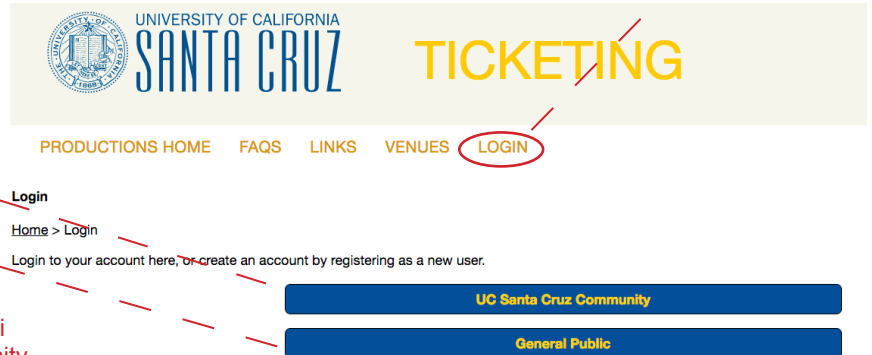 UNIVERSITY OF CALIFORNIA
SANTA CRUZ
TICKETING
PRODUCTIONS HOME FAQS LINKS VENUES LOGIN
Login
Home > Login
Login to your account here, or create an account by registering as a new user.
UC Santa Cruz Community
General Public